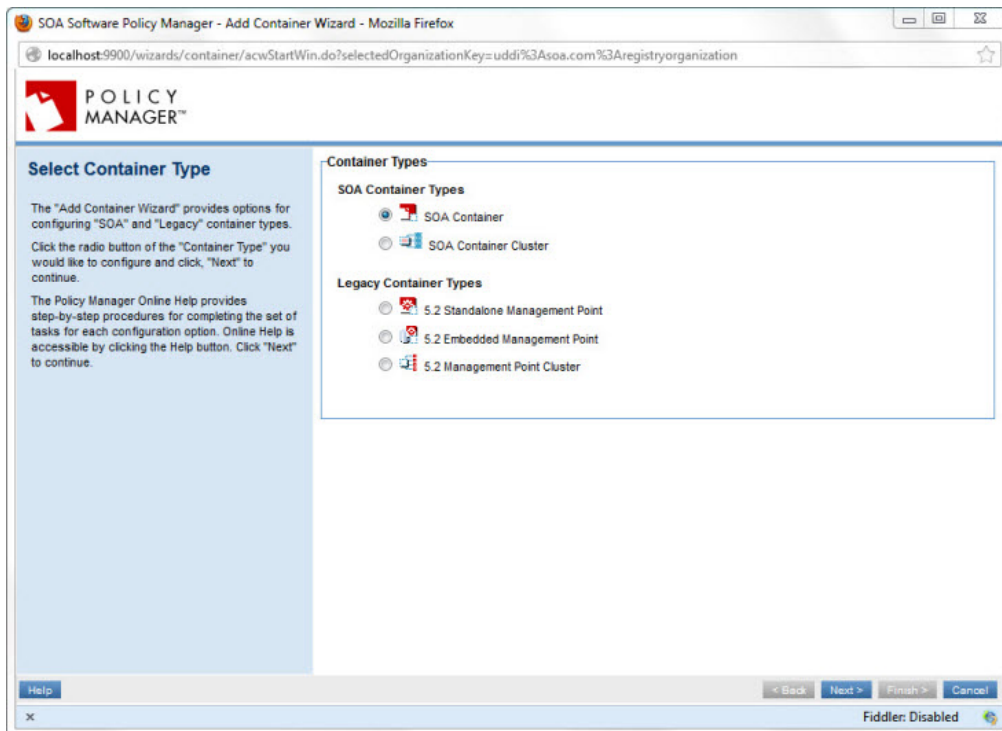 SOA Software Policy Manager - Add Container Wizard - Mozilla Firefox
localhost:9900/wizards/container/acwStartWin.do?selectedOrganizationKey=uddi%3Asoa.com%3Aregistryorganization
POLICY
MANAGER™
Select Container Type
The "Add Container Wizard" provides options for
configuring "SOA" and "Legacy" container types.
Click the radio button of the "Container Type" you
would like to configure and click, "Next" to
continue.
The Policy Manager Online Help provides
step-by-step procedures for completing the set of
tasks for each configuration option. Online Help is
accessible by clicking the Help button. Click "Next"
to continue.
Container Types
SOA Container Types
SOA Container
SOA Container Cluster
Legacy Container Types
5.2 Standalone Management Point
5.2 Embedded Management Point
5.2 Management Point Cluster
Help
< Back Next > Finish > Cancel
× Fiddler: Disabled